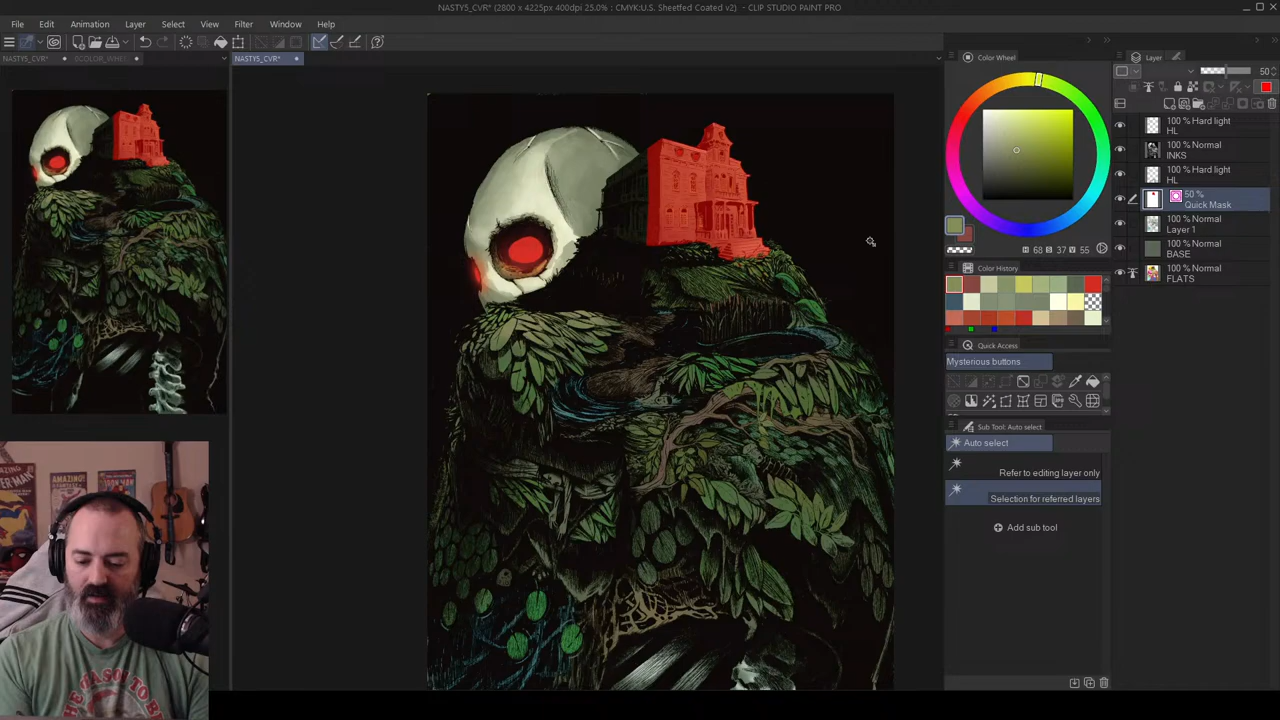 NASTY5_CVR* (2800 x 4225px 400dpi 25.0% : CMYK:U.S. Sheetfed Coated v2) - CLIP STUDIO PAINT PRO
File Edit Animation Layer Select View Filter Window Help
NASTY5_CVR*
NASTY5_CVR*
Color Wheel
Layer
50
100 % Hard light
HL
100 % Normal
INKS
100 % Hard light
HL
50 %
Quick Mask
100 % Normal
Layer 1
100 % Normal
BASE
100 % Normal
FLATS
H 68 S 37 V 55
Color History
Quick Access
Mysterious buttons
Sub Tool: Auto select
Auto select
Refer to editing layer only
Selection for referred layers
Add sub tool
AMAZING
SPIDER-MAN